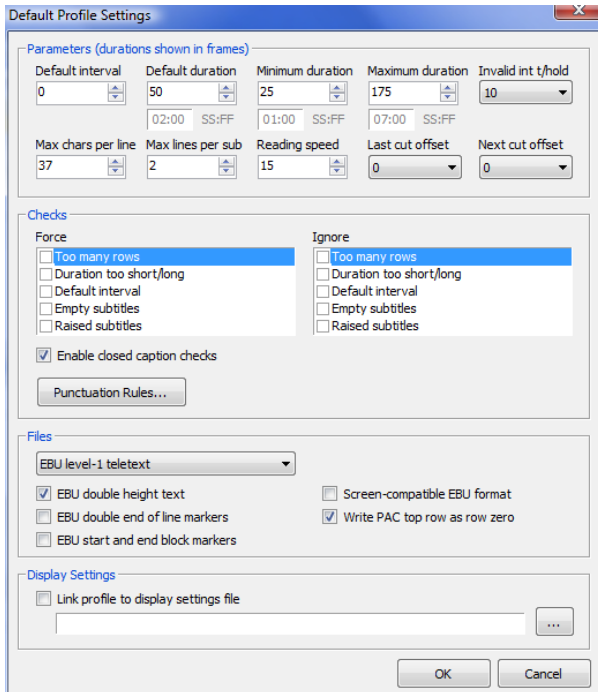 Default Profile Settings
Parameters (durations shown in frames)
Default interval Default duration Minimum duration Maximum duration Invalid int t/hold
0 50 25 175 10
02:00 SS:FF 01:00 SS:FF 07:00 SS:FF
Max chars per line Max lines per sub Reading speed Last cut offset Next cut offset
37 2 15 0 0
Checks
Force Ignore
Too many rows Too many rows
Duration too short/long Duration too short/long
Default interval Default interval
Empty subtitles Empty subtitles
Raised subtitles Raised subtitles
Enable closed caption checks
Punctuation Rules...
Files
EBU level-1 teletext
EBU double height text Screen-compatible EBU format
EBU double end of line markers Write PAC top row as row zero
EBU start and end block markers
Display Settings
Link profile to display settings file
...
OK Cancel